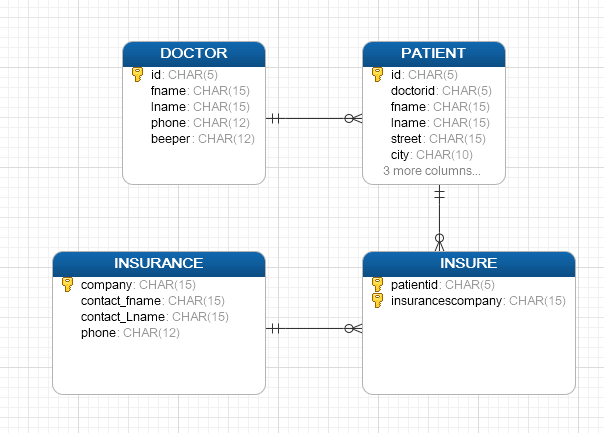 DOCTOR
id: CHAR(5)
fname: CHAR(15)
lname: CHAR(15)
phone: CHAR(12)
beeper: CHAR(12)
PATIENT
id: CHAR(5)
doctorid: CHAR(5)
fname: CHAR(15)
lname: CHAR(15)
street: CHAR(15)
city: CHAR(10)
3 more columns...
INSURANCE
company: CHAR(15)
contact_fname: CHAR(15)
contact_Lname: CHAR(15)
phone: CHAR(12)
INSURE
patientid: CHAR(5)
insurancescompany: CHAR(15)